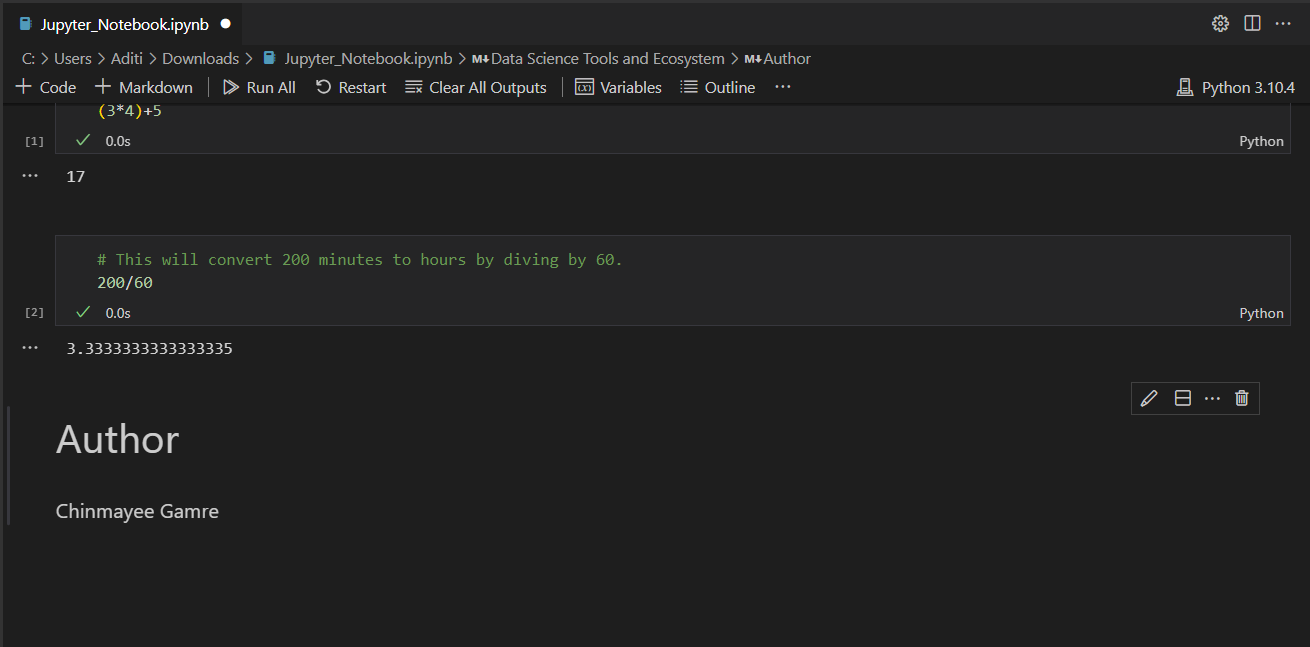 Jupyter_Notebook.ipynb
C: > Users > Aditi > Downloads > Jupyter_Notebook.ipynb > M↓Data Science Tools and Ecosystem > M↓Author
+ Code + Markdown | Run All Restart Clear All Outputs | Variables Outline ... Python 3.10.4
(3*4)+5
[1] ✓ 0.0s Python
... 17
# This will convert 200 minutes to hours by diving by 60.
200/60
[2] ✓ 0.0s Python
... 3.3333333333333335
Author
Chinmayee Gamre